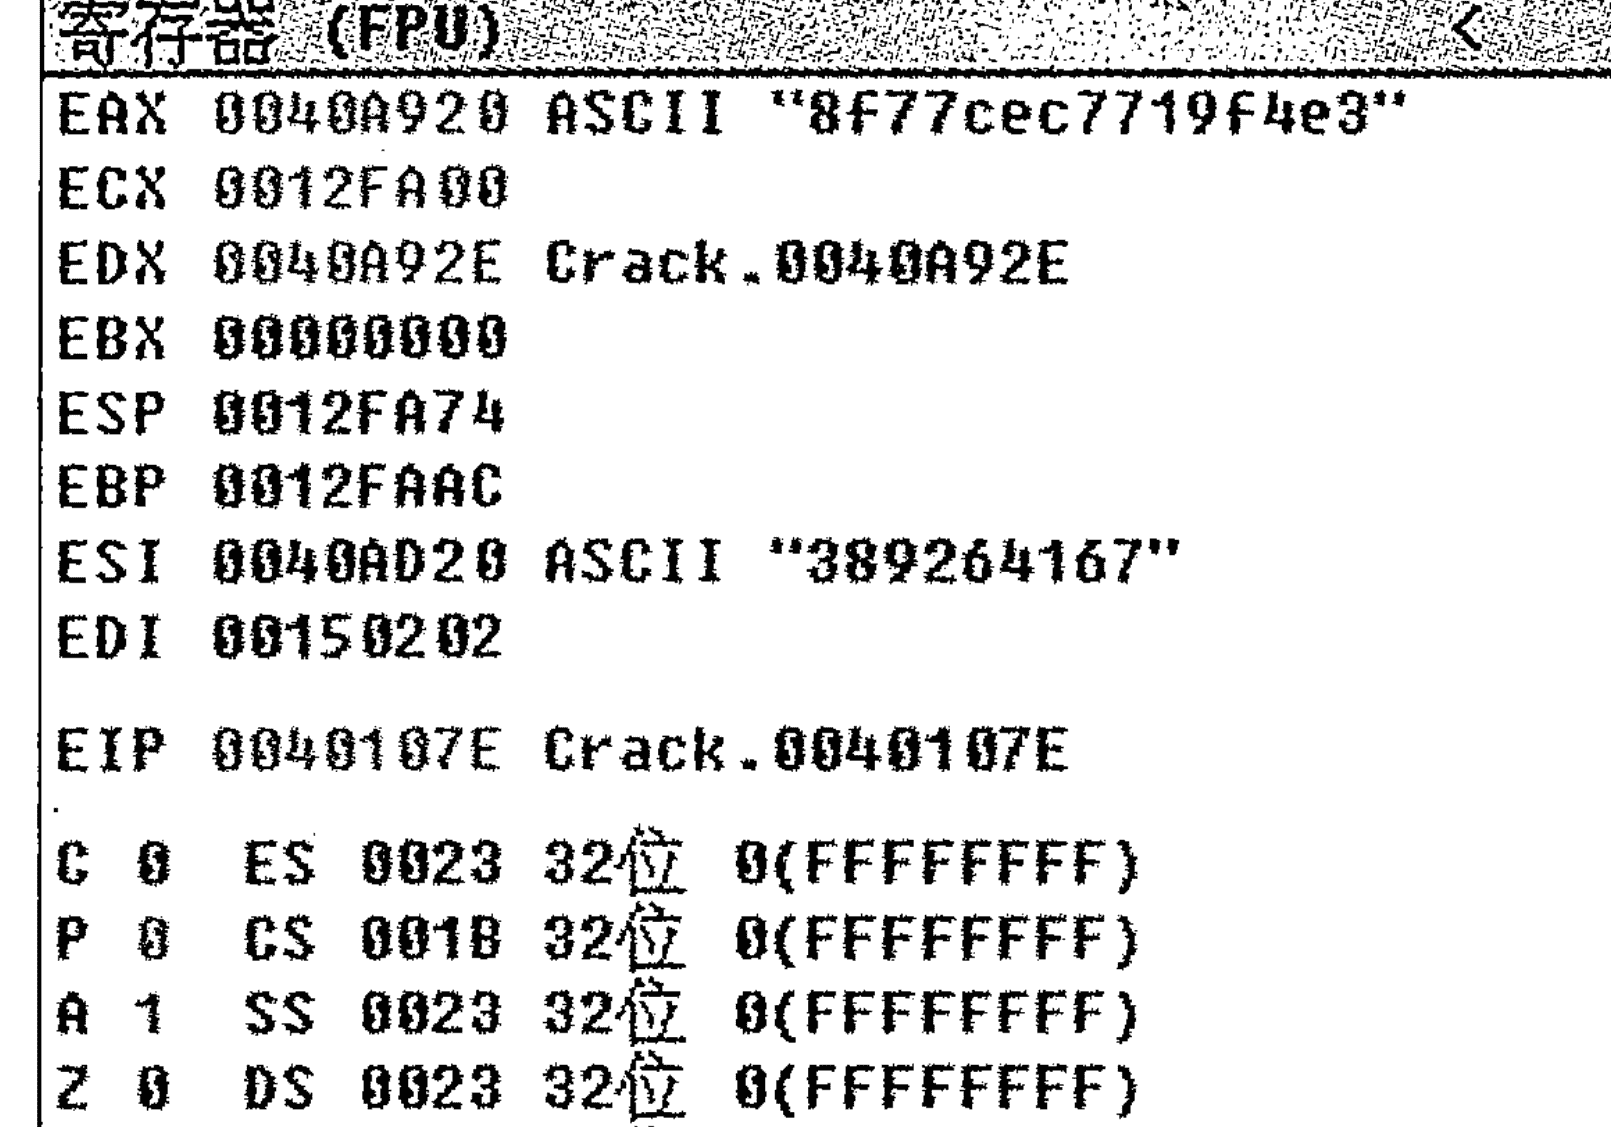 寄存器 (FPU) <
EAX 0040A920 ASCII "8f77cec7719f4e3"
ECX 0012FA00
EDX 0040A92E Crack.0040A92E
EBX 00000000
ESP 0012FA74
EBP 0012FAAC
ESI 0040AD20 ASCII "389264167"
EDI 00150202
EIP 0040107E Crack.0040107E
C 0 ES 0023 32位 0(FFFFFFFF)
P 0 CS 001B 32位 0(FFFFFFFF)
A 1 SS 0023 32位 0(FFFFFFFF)
Z 0 DS 0023 32位 0(FFFFFFFF)